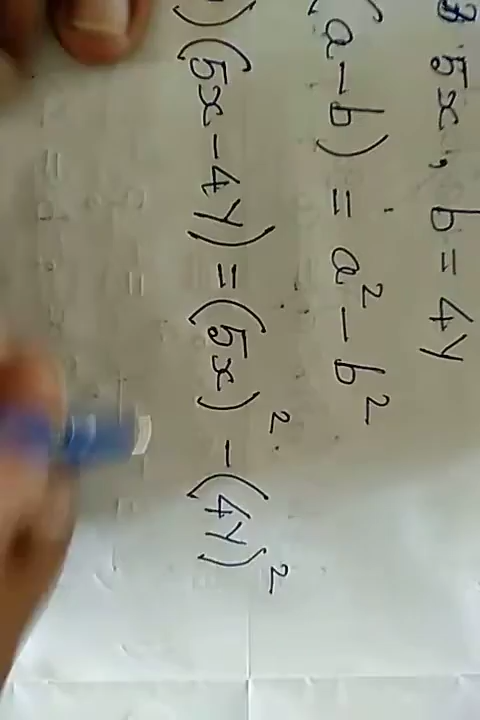 5x, b = 4y
(a-b) = a² - b²
) (5x-4y) = (5x)² - (4y)²